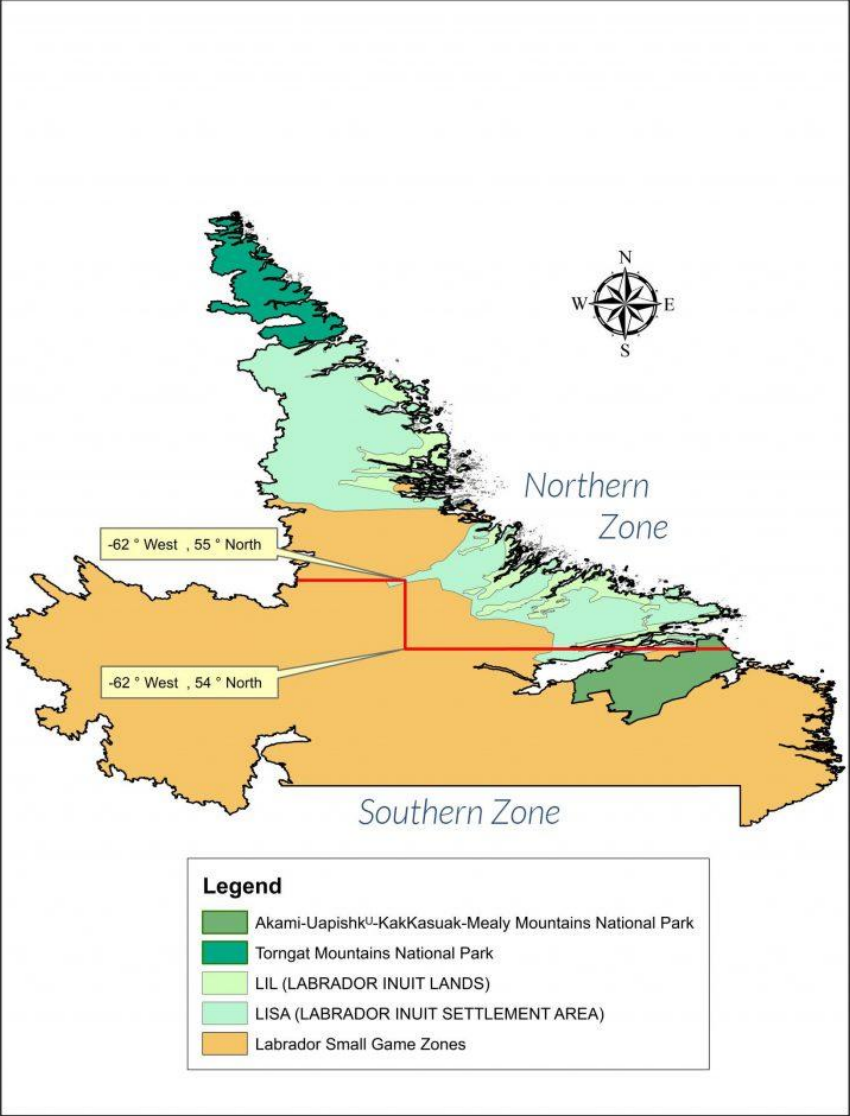 N
W E
S
Northern
Zone
-62 ° West , 55 ° North
-62 ° West , 54 ° North
Southern Zone
Legend
Akami-Uapishkᵁ-KakKasuak-Mealy Mountains National Park
Torngat Mountains National Park
LIL (LABRADOR INUIT LANDS)
LISA (LABRADOR INUIT SETTLEMENT AREA)
Labrador Small Game Zones